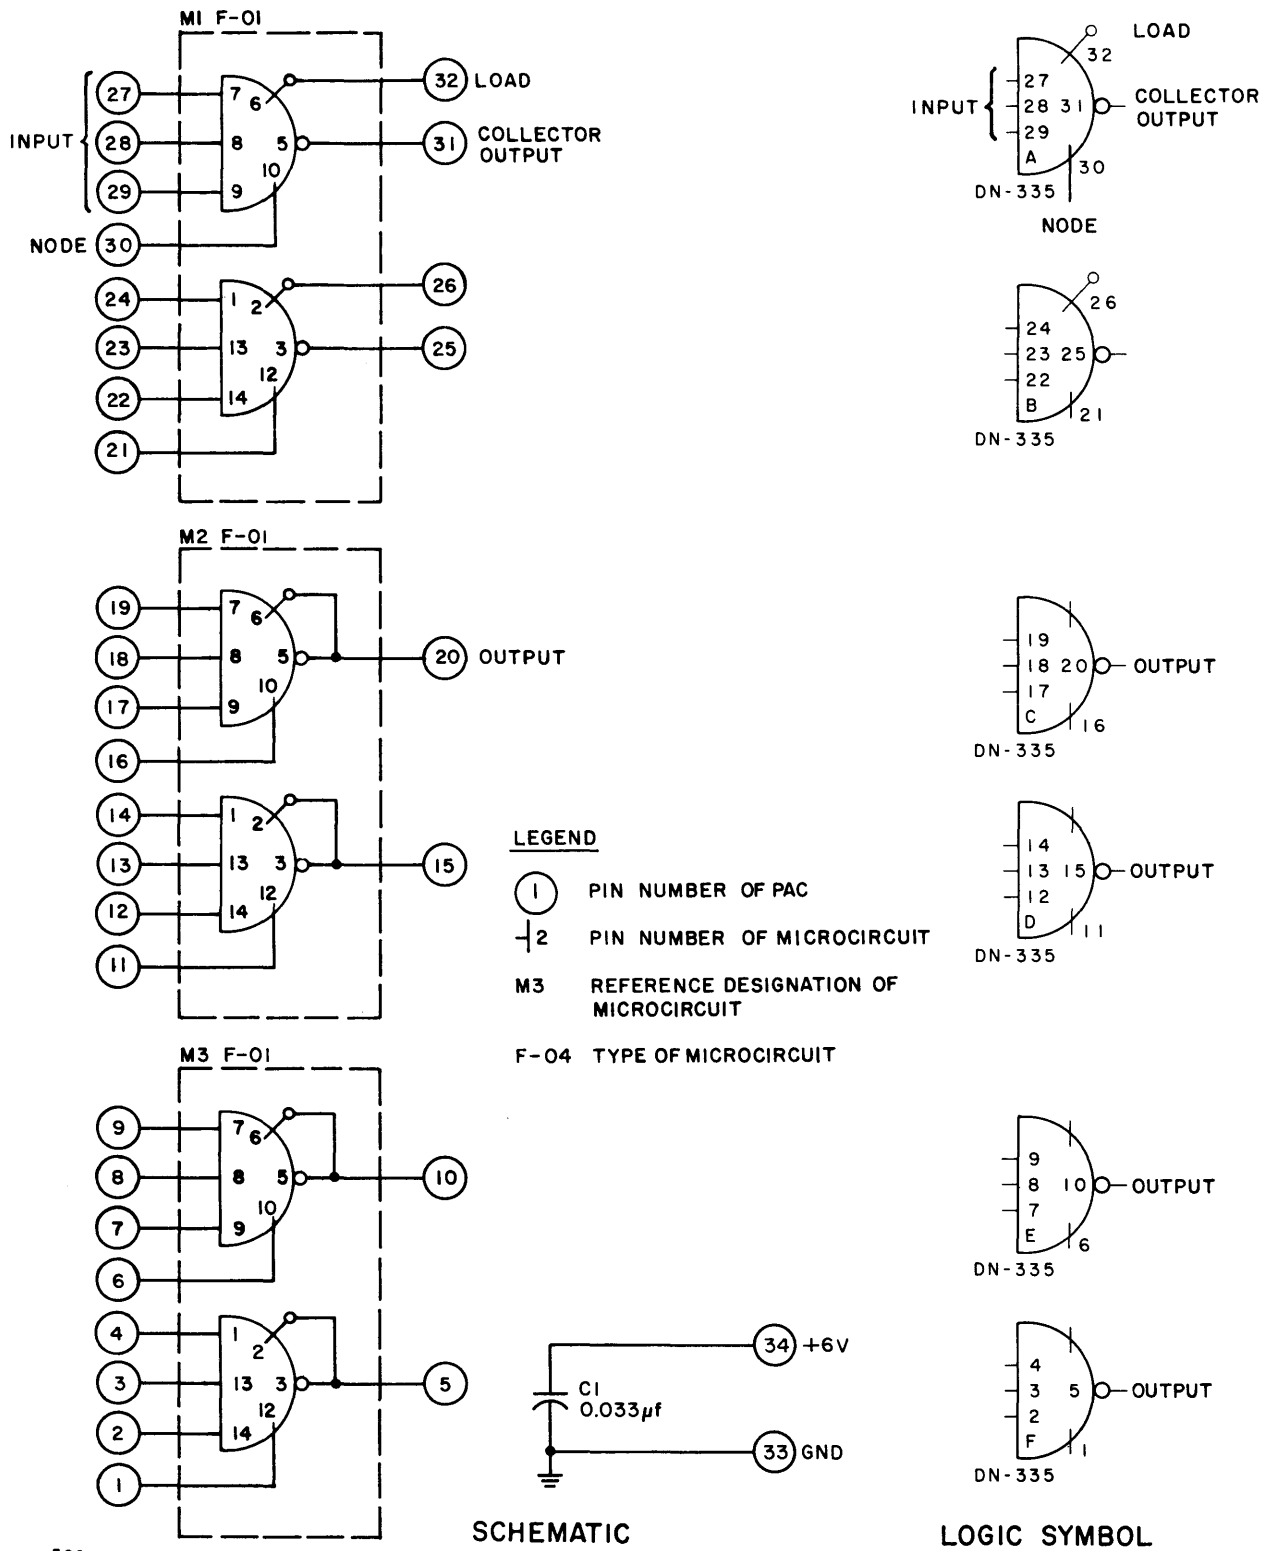 M1 F-01
INPUT
27 7 6 32 LOAD
28 8 5 31 COLLECTOR OUTPUT
29 9 10
NODE 30
24 1 2 26
23 13 3 25
22 14 12
21
M2 F-01
19 7 6
18 8 5 20 OUTPUT
17 9 10
16
14 1 2
13 13 3 15
12 14 12
11
M3 F-01
9 7 6
8 8 5 10
7 9 10
6
4 1 2
3 13 3 5
2 14 12
1
LEGEND
1 PIN NUMBER OF PAC
2 PIN NUMBER OF MICROCIRCUIT
M3 REFERENCE DESIGNATION OF
MICROCIRCUIT
F-04 TYPE OF MICROCIRCUIT
34 +6V
C1
0.033µf
33 GND
SCHEMATIC
LOAD
32
INPUT
27
28 31 COLLECTOR
OUTPUT
29
A 30
DN-335
NODE
26
24
23 25
22
B 21
DN-335
19
18 20 OUTPUT
17
C 16
DN-335
14
13 15 OUTPUT
12
D 11
DN-335
9
8 10 OUTPUT
7
E 6
DN-335
4
3 5 OUTPUT
2
F 1
DN-335
LOGIC SYMBOL